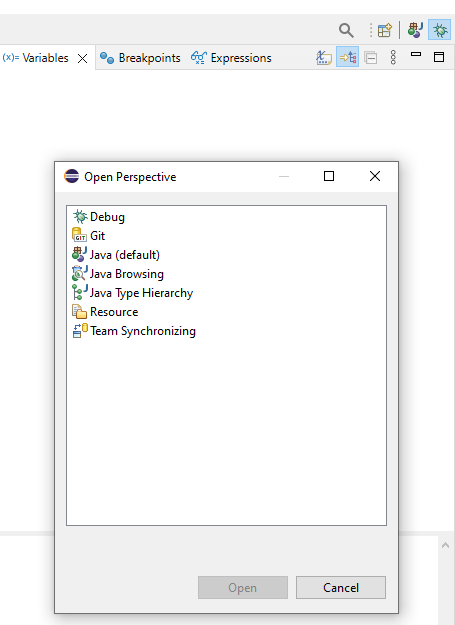 (x)= Variables
Breakpoints
Expressions
Open Perspective
Debug
GIT Git
Java (default)
Java Browsing
Java Type Hierarchy
Resource
Team Synchronizing
Open
Cancel